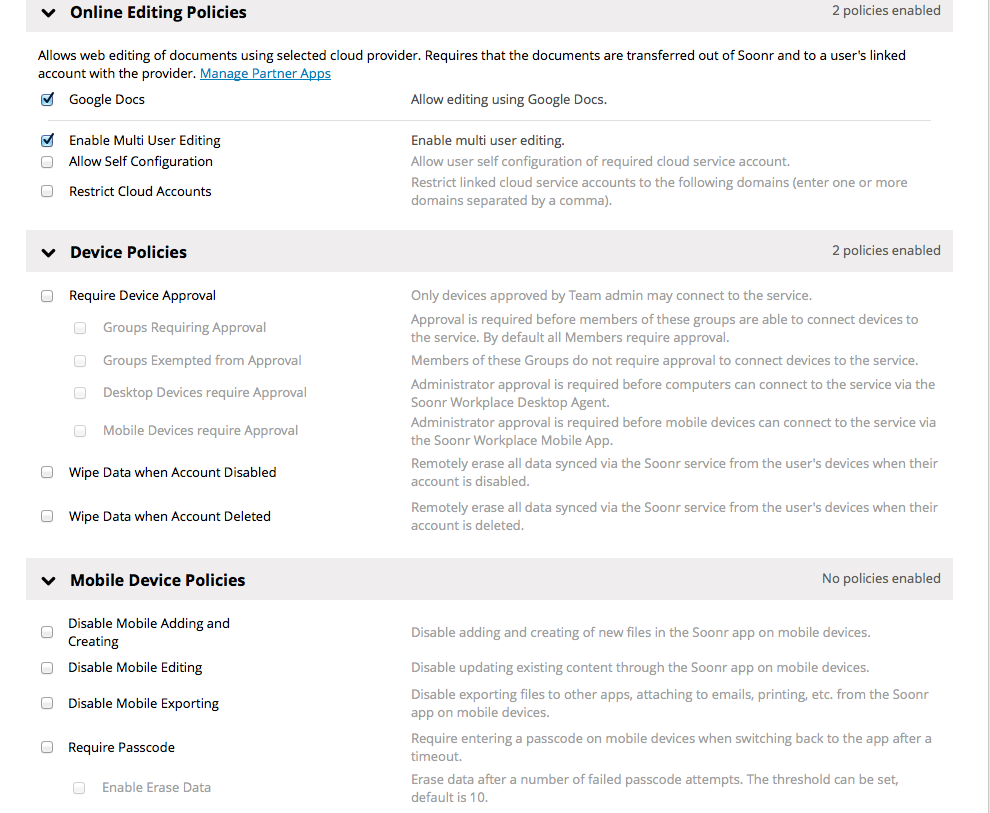 Online Editing Policies
2 policies enabled
Allows web editing of documents using selected cloud provider. Requires that the documents are transferred out of Soonr and to a user's linked
account with the provider. Manage Partner Apps
Google Docs
Allow editing using Google Docs.
Enable Multi User Editing
Enable multi user editing.
Allow Self Configuration
Allow user self configuration of required cloud service account.
Restrict Cloud Accounts
Restrict linked cloud service accounts to the following domains (enter one or more
domains separated by a comma).
Device Policies
2 policies enabled
Require Device Approval
Only devices approved by Team admin may connect to the service.
Groups Requiring Approval
Approval is required before members of these groups are able to connect devices to
the service. By default all Members require approval.
Groups Exempted from Approval
Members of these Groups do not require approval to connect devices to the service.
Desktop Devices require Approval
Administrator approval is required before computers can connect to the service via the
Soonr Workplace Desktop Agent.
Mobile Devices require Approval
Administrator approval is required before mobile devices can connect to the service via
the Soonr Workplace Mobile App.
Wipe Data when Account Disabled
Remotely erase all data synced via the Soonr service from the user's devices when their
account is disabled.
Wipe Data when Account Deleted
Remotely erase all data synced via the Soonr service from the user's devices when their
account is deleted.
Mobile Device Policies
No policies enabled
Disable Mobile Adding and
Creating
Disable adding and creating of new files in the Soonr app on mobile devices.
Disable Mobile Editing
Disable updating existing content through the Soonr app on mobile devices.
Disable Mobile Exporting
Disable exporting files to other apps, attaching to emails, printing, etc. from the Soonr
app on mobile devices.
Require Passcode
Require entering a passcode on mobile devices when switching back to the app after a
timeout.
Enable Erase Data
Erase data after a number of failed passcode attempts. The threshold can be set,
default is 10.